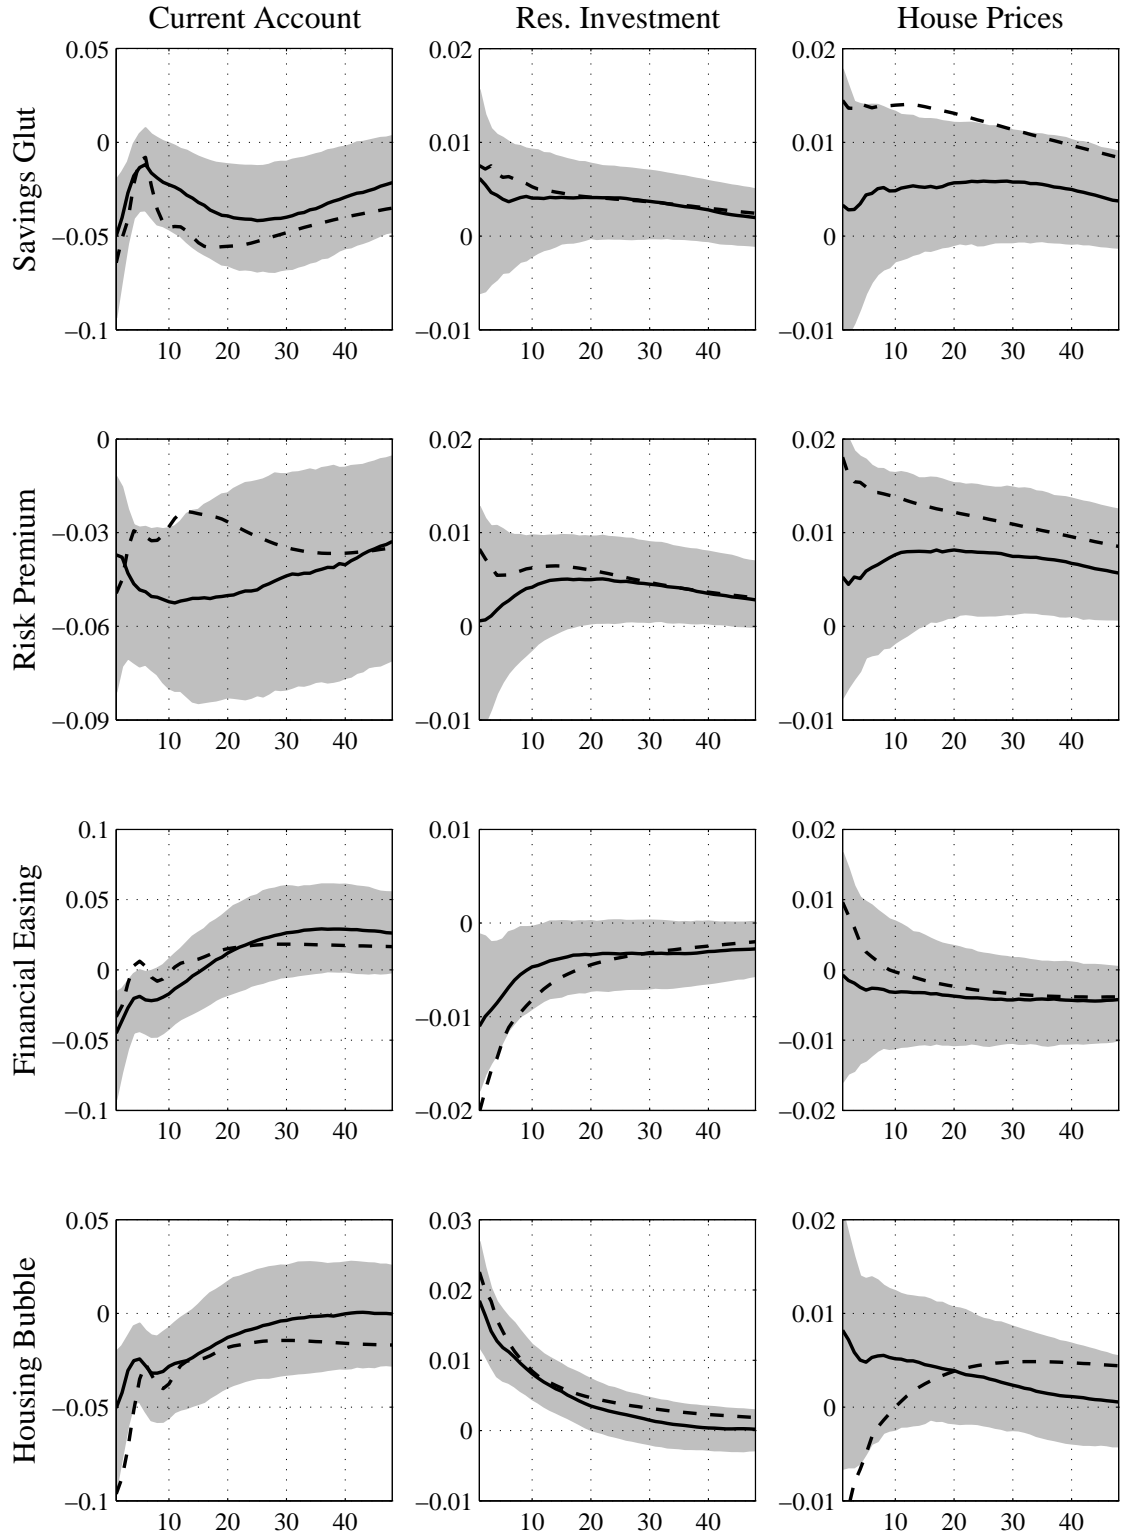 Current Account Res. Investment House Prices
Savings Glut
0.05 0.02 0.02
0 0.01 0.01
−0.05 0 0
−0.1 −0.01 −0.01
10 20 30 40 10 20 30 40 10 20 30 40
Risk Premium
0 0.02 0.02
−0.03 0.01 0.01
−0.06 0 0
−0.09 −0.01 −0.01
10 20 30 40 10 20 30 40 10 20 30 40
Financial Easing
0.1 0.01 0.02
0.05 0 0.01
0 −0.01 0
−0.05 −0.02 −0.01
−0.1 −0.02
10 20 30 40 10 20 30 40 10 20 30 40
Housing Bubble
0.05 0.03 0.02
0 0.02 0.01
−0.05 0.01 0
−0.1 0 −0.01
−0.01
10 20 30 40 10 20 30 40 10 20 30 40